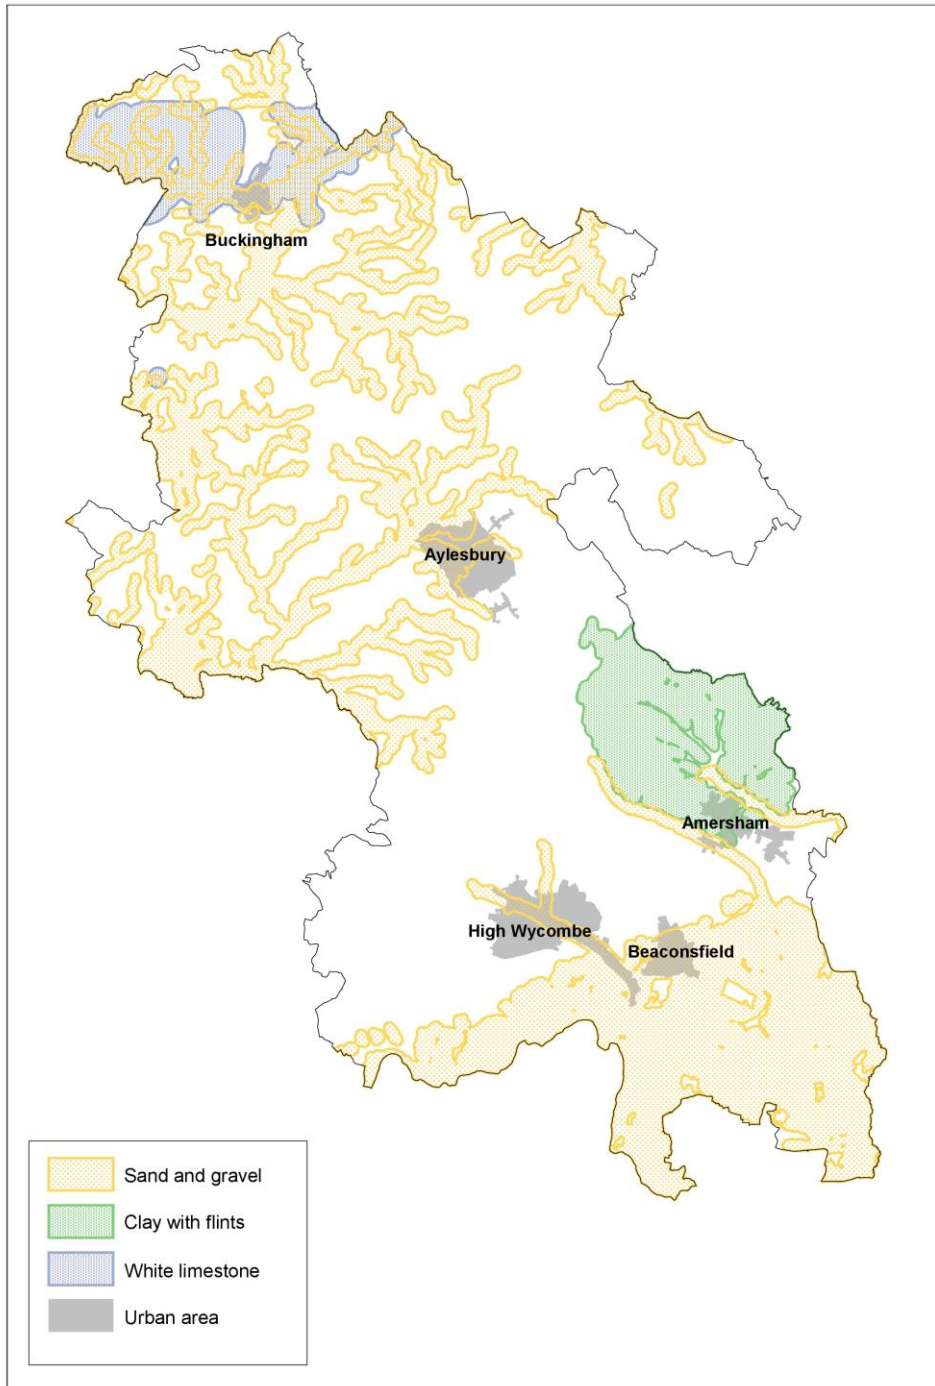 Buckingham
Aylesbury
Amersham
High Wycombe
Beaconsfield
Sand and gravel
Clay with flints
White limestone
Urban area